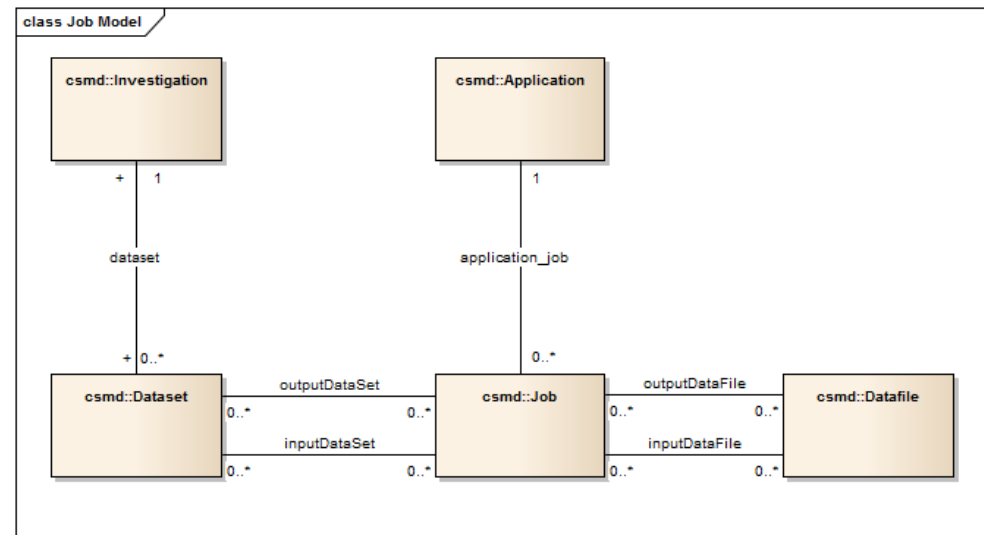 class Job Model
csmd::Investigation
csmd::Application
+ 1
1
dataset
application_job
+ 0..*
0..*
csmd::Dataset
outputDataSet
csmd::Job
outputDataFile
csmd::Datafile
0..* 0..*
0..* 0..*
inputDataSet
inputDataFile
0..* 0..*
0..* 0..*